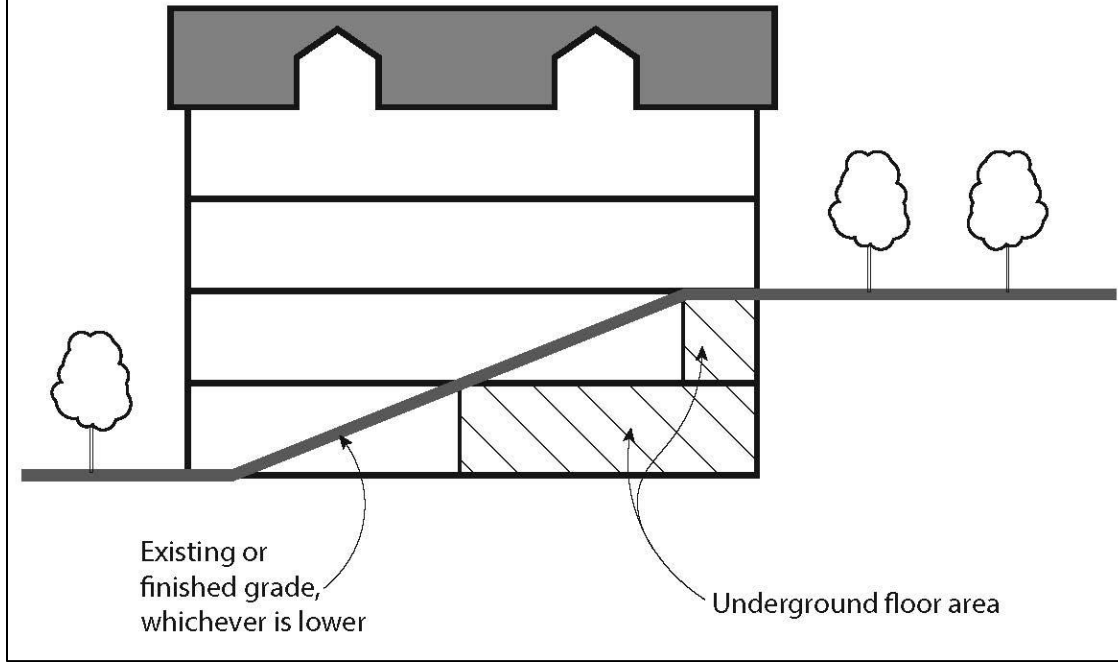 Existing or
finished grade,
whichever is lower
Underground floor area